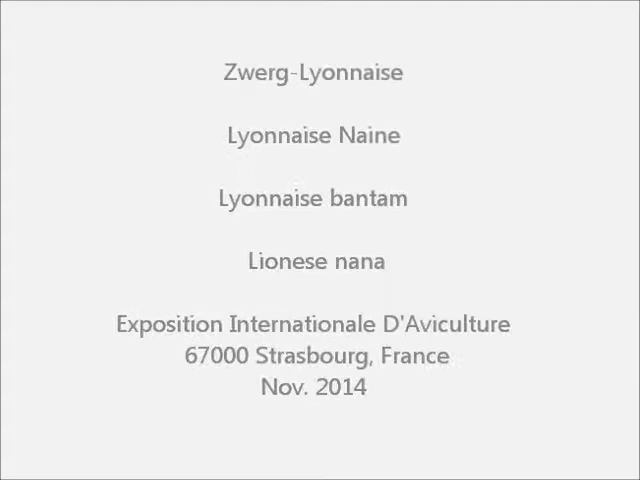 Zwerg-Lyonnaise
Lyonnaise Naine
Lyonnaise bantam
Lionese nana
Exposition Internationale D'Aviculture
67000 Strasbourg, France
Nov. 2014